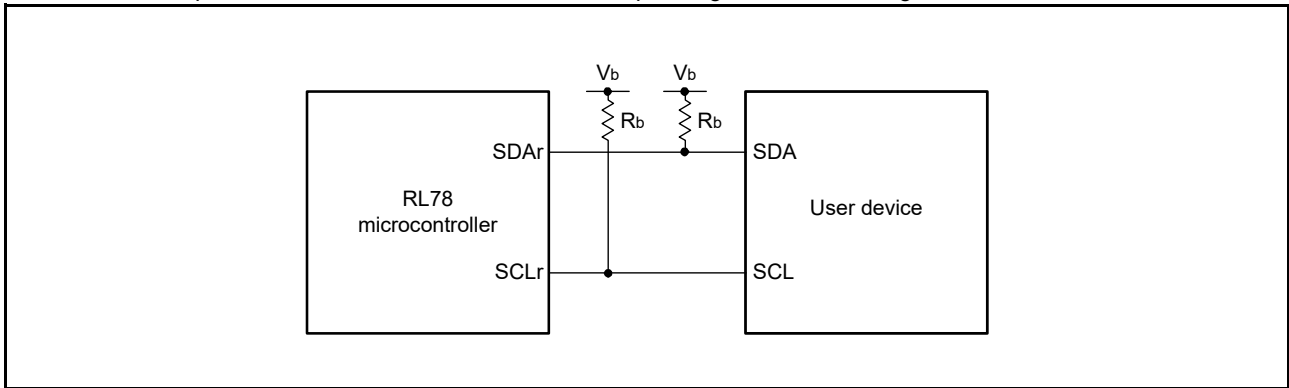 Vb
Vb
Rb
Rb
SDAr
SDA
RL78
microcontroller
User device
SCLr
SCL